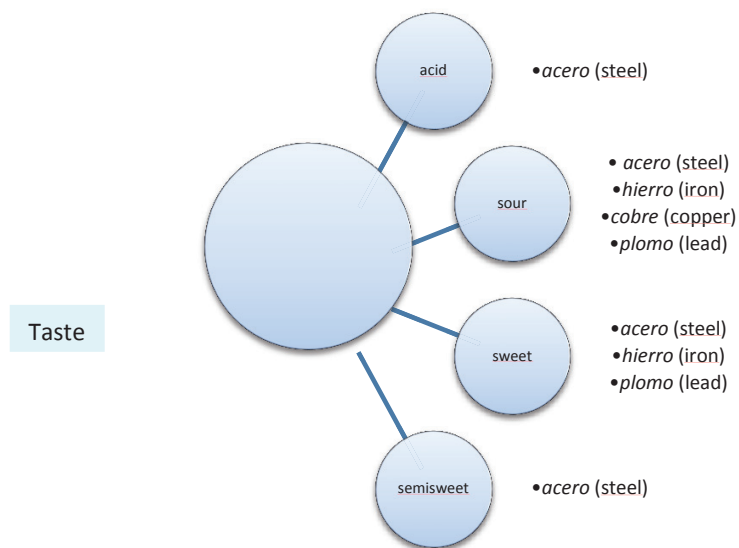 acid
•acero (steel)
sour
• acero (steel)
•hierro (iron)
•cobre (copper)
•plomo (lead)
Taste
sweet
•acero (steel)
•hierro (iron)
•plomo (lead)
semisweet
•acero (steel)